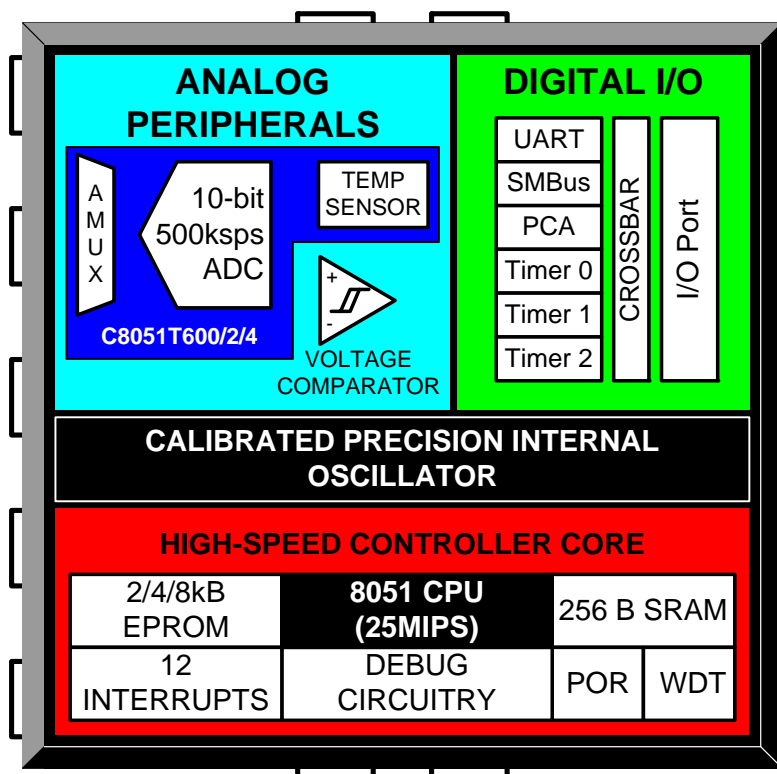 ANALOG
PERIPHERALS
A
M
U
X
10-bit
500ksps
ADC
TEMP
SENSOR
+
-
C8051T600/2/4
VOLTAGE
COMPARATOR
DIGITAL I/O
UART
SMBus
PCA
Timer 0
Timer 1
Timer 2
CROSSBAR
I/O Port
CALIBRATED PRECISION INTERNAL
OSCILLATOR
HIGH-SPEED CONTROLLER CORE
2/4/8kB
EPROM
8051 CPU
(25MIPS)
256 B SRAM
12
INTERRUPTS
DEBUG
CIRCUITRY
POR
WDT